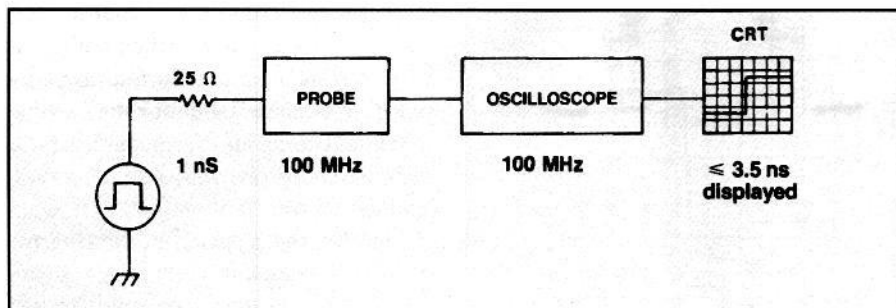 CRT
25 Ω
PROBE
OSCILLOSCOPE
1 nS
100 MHz
100 MHz
≤ 3.5 ns
displayed